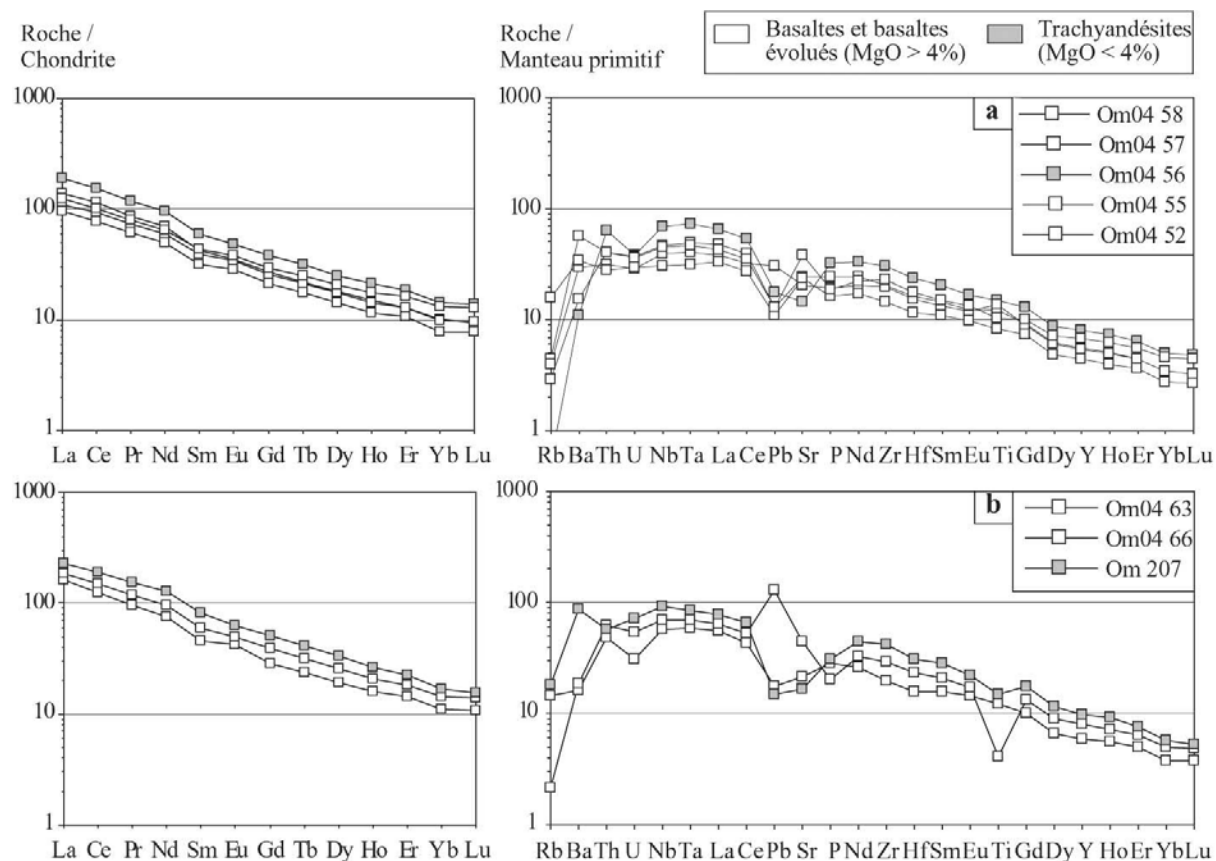 Roche /
Chondrite
Roche /
Manteau primitif
Basaltes et basaltes
évolués (MgO > 4%)
Trachyandésites
(MgO < 4%)
1000
100
10
1
La Ce Pr Nd Sm Eu Gd Tb Dy Ho Er Yb Lu
1000
100
10
1
a
Om04 58
Om04 57
Om04 56
Om04 55
Om04 52
Rb Ba Th U Nb Ta La Ce Pb Sr P Nd Zr Hf Sm Eu Ti Gd Dy Y Ho Er Yb Lu
1000
100
10
1
La Ce Pr Nd Sm Eu Gd Tb Dy Ho Er Yb Lu
1000
100
10
1
b
Om04 63
Om04 66
Om 207
Rb Ba Th U Nb Ta La Ce Pb Sr P Nd Zr Hf Sm Eu Ti Gd Dy Y Ho Er Yb Lu